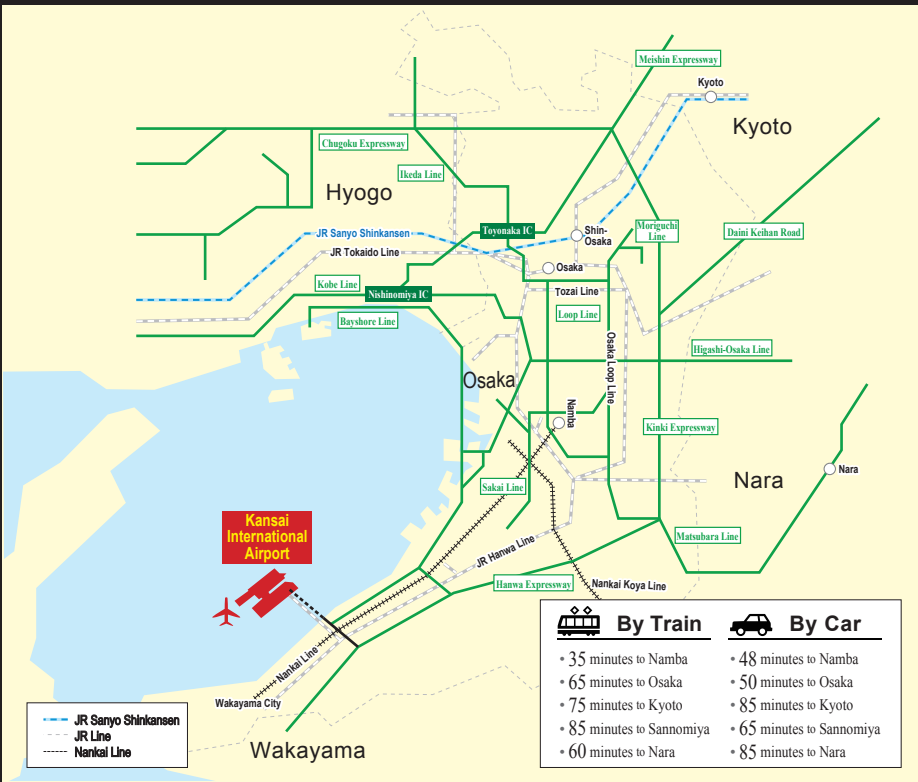 Meishin Expressway
Kyoto
Kyoto
Chugoku Expressway
Ikeda Line
Hyogo
JR Sanyo Shinkansen
Toyonaka IC
Shin-
Osaka
Moriguchi
Line
Daini Keihan Road
JR Tokaido Line
Osaka
Kobe Line
Nishinomiya IC
Tozai Line
Bayshore Line
Loop Line
Osaka Loop Line
Higashi-Osaka Line
Osaka
Namba
Kinki Expressway
Nara
Nara
Sakai Line
Kansai
International
Airport
Matsubara Line
JR Hanwa Line
Hanwa Expressway
Nankai Koya Line
Nankai Line
Wakayama City
Wakayama
JR Sanyo Shinkansen
JR Line
Nankai Line
By Train
• 35 minutes to Namba
• 65 minutes to Osaka
• 75 minutes to Kyoto
• 85 minutes to Sannomiya
• 60 minutes to Nara
By Car
• 48 minutes to Namba
• 50 minutes to Osaka
• 85 minutes to Kyoto
• 65 minutes to Sannomiya
• 85 minutes to Nara